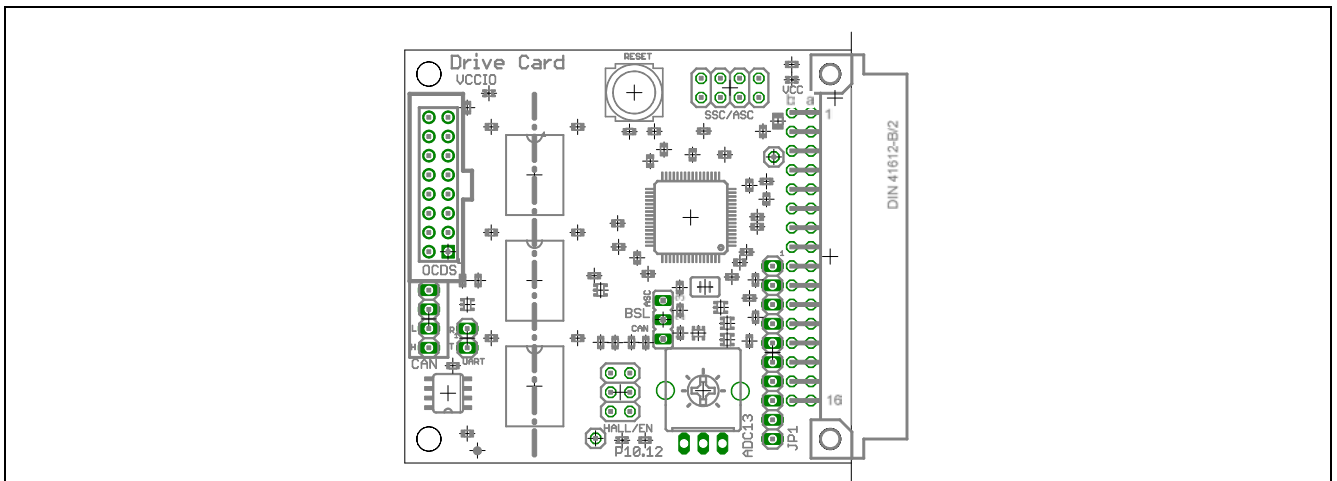 Drive Card
RESET
VCCIO
VCC
b a
SSC/ASC
1
DIN 41612-B/2
OCDS
1
ASC
BSL
CAN
L
R
H
T
CAN
UART
16
HALL/EN
P10.12
ADC13
JP1